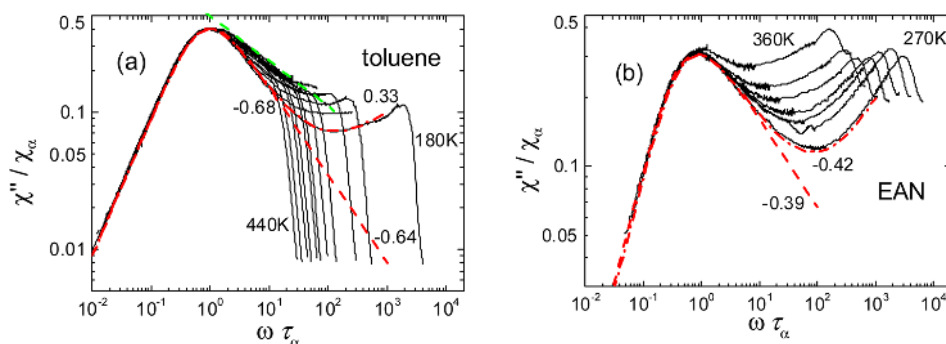 0.5
0.1
0.05
0.01
χ" / χα
(a)
toluene
-0.68
0.33
180K
440K
-0.64
10⁻² 10⁻¹ 10⁰ 10¹ 10² 10³ 10⁴
ω τα
0.1
0.05
χ" / χα
(b)
360K
270K
-0.42
-0.39
EAN
10⁻² 10⁻¹ 10⁰ 10¹ 10² 10³ 10⁴
ω τα